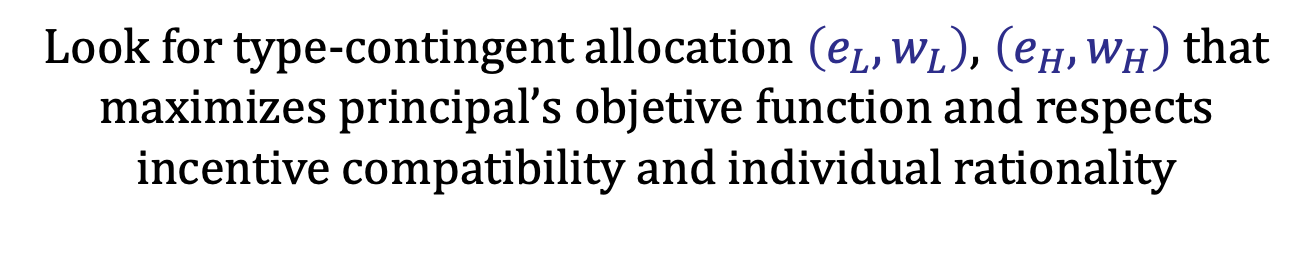 Look for type-contingent allocation (e_L, w_L), (e_H, w_H) that
maximizes principal’s objetive function and respects
incentive compatibility and individual rationality